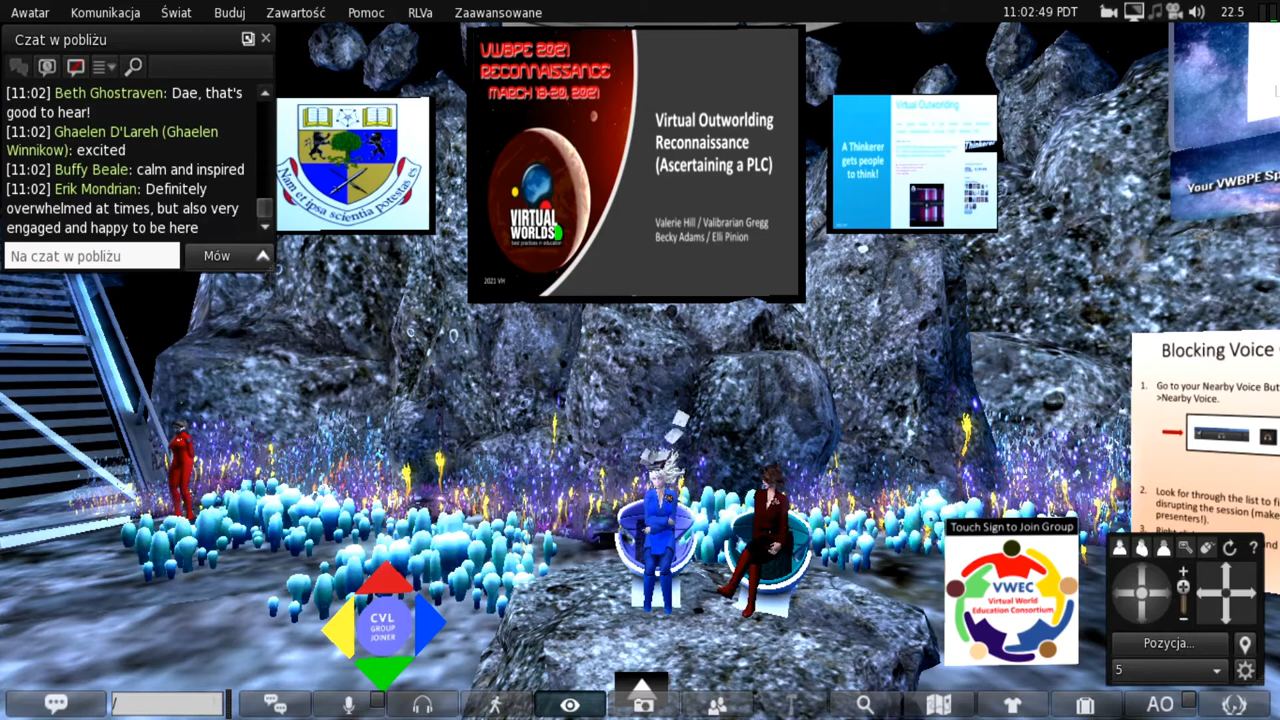 Awatar Komunikacja Świat Buduj Zawartość Pomoc RLVa Zaawansowane 11:02:49 PDT 22.5
Czat w pobliżu
[11:02] Beth Ghostraven: Dae, that's
good to hear!
[11:02] Ghaelen D'Lareh (Ghaelen
Winnikow): excited
[11:02] Buffy Beale: calm and inspired
[11:02] Erik Mondrian: Definitely
overwhelmed at times, but also very
engaged and happy to be here
Na czat w pobliżu
Mów
Nam et ipsa scientia potestas es
VWBPE 2021
RECONNAISSANCE
MARCH 18-20, 2021
VIRTUAL
WORLDS
best practices in education
2021 VH
Virtual Outworlding
Reconnaissance
(Ascertaining a PLC)
Valerie Hill / Valibrarian Gregg
Becky Adams / Elli Pinion
Virtual Outworlding
A Thinkerer
gets people
to think!
Thinkerer
Your VWBPE Sp
Blocking Voice
1. Go to your Nearby Voice But
>Nearby Voice.
2. Look for through the list to fi
disrupting the session (make
presenters!).
3.
Touch Sign to Join Group
VWEC
Virtual World
Education Consortium
CVL
GROUP
JOINER
?
Pozycja...
5
/
AO